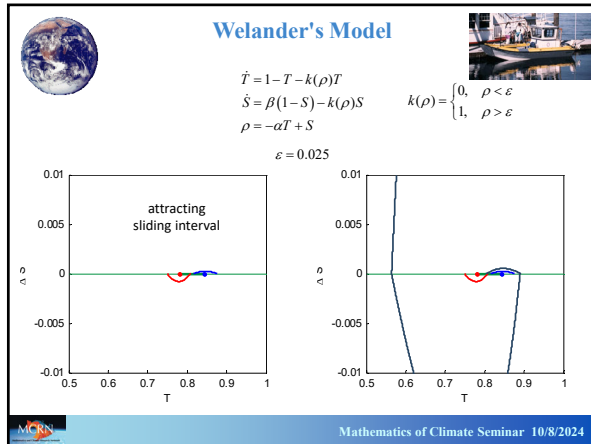 Welander's Model
Ṫ = 1 − T − k(ρ)T
Ṡ = β(1 − S) − k(ρ)S
ρ = −αT + S
k(ρ) = { 0, ρ < ε
1, ρ > ε
ε = 0.025
attracting
sliding interval
0.01
0.005
0
-0.005
-0.01
0.5 0.6 0.7 0.8 0.9 1
T
0.01
0.005
0
-0.005
-0.01
0.5 0.6 0.7 0.8 0.9 1
T
MCRN
Mathematics of Climate Seminar 10/8/2024